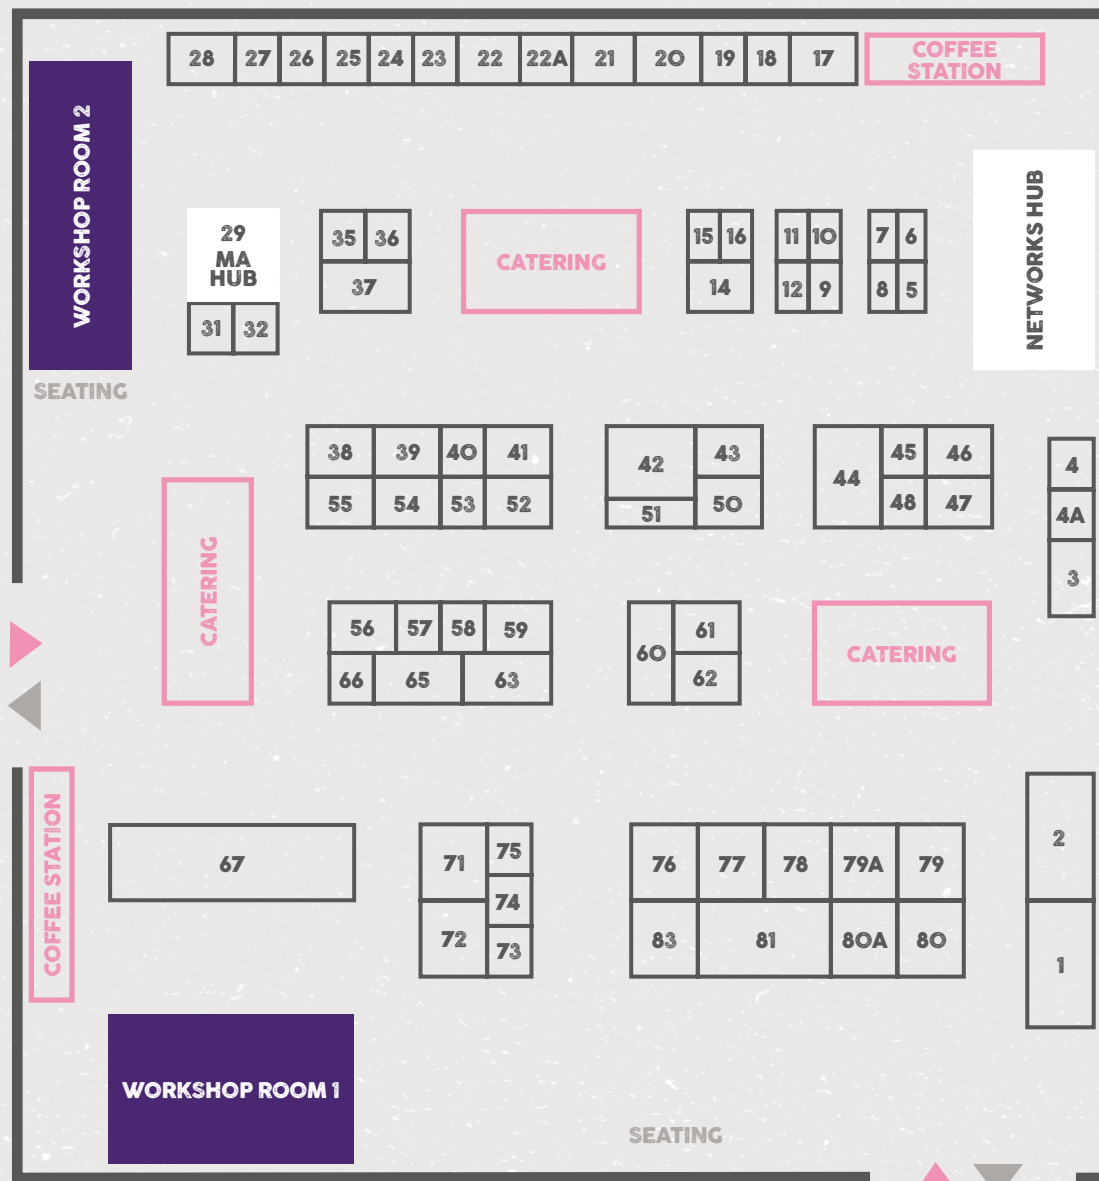 28 27 26 25 24 23 22 22A 21 20 19 18 17
COFFEE
STATION
WORKSHOP ROOM 2
NETWORKS HUB
29
MA
HUB
31 32
35 36
37
CATERING
15 16
14
11 10
12 9
7 6
8 5
SEATING
38 39 40 41
55 54 53 52
42 43
51 50
44 45 46
48 47
4
4A
3
CATERING
56 57 58 59
66 65 63
60 61
62
CATERING
COFFEE STATION
67
71 75
74
72 73
76 77 78 79A 79
83 81 80A 80
2
1
WORKSHOP ROOM 1
SEATING